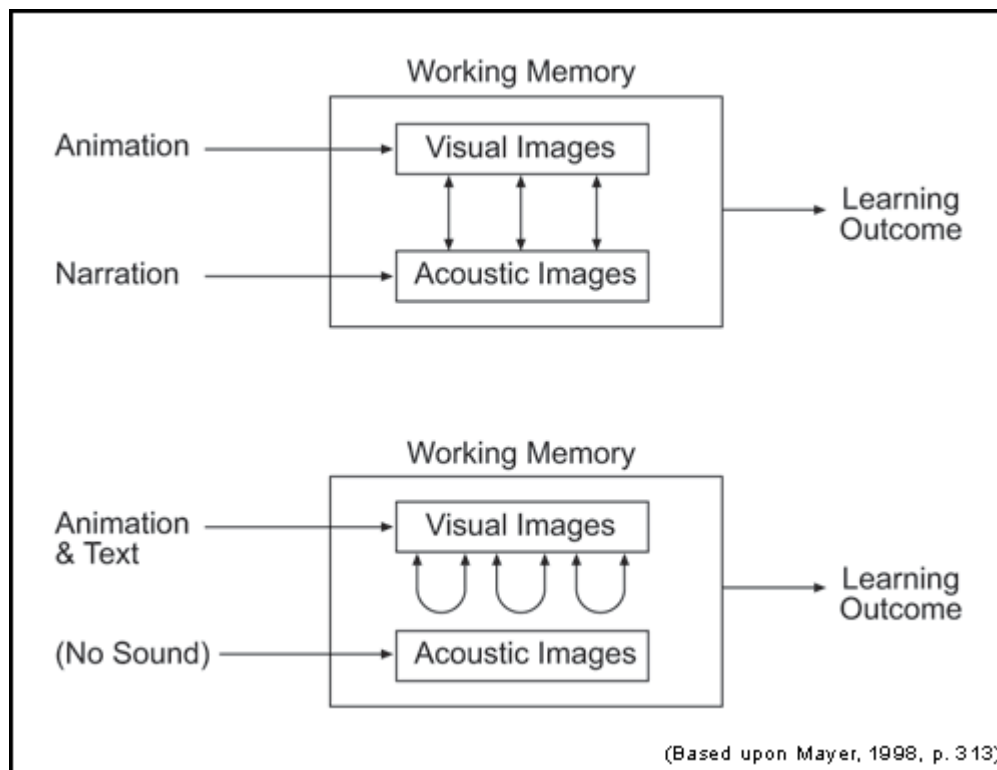 Working Memory
Animation
Visual Images
Learning
Outcome
Narration
Acoustic Images
Working Memory
Animation
& Text
Visual Images
Learning
Outcome
(No Sound)
Acoustic Images
(Based upon Mayer, 1998, p. 313)